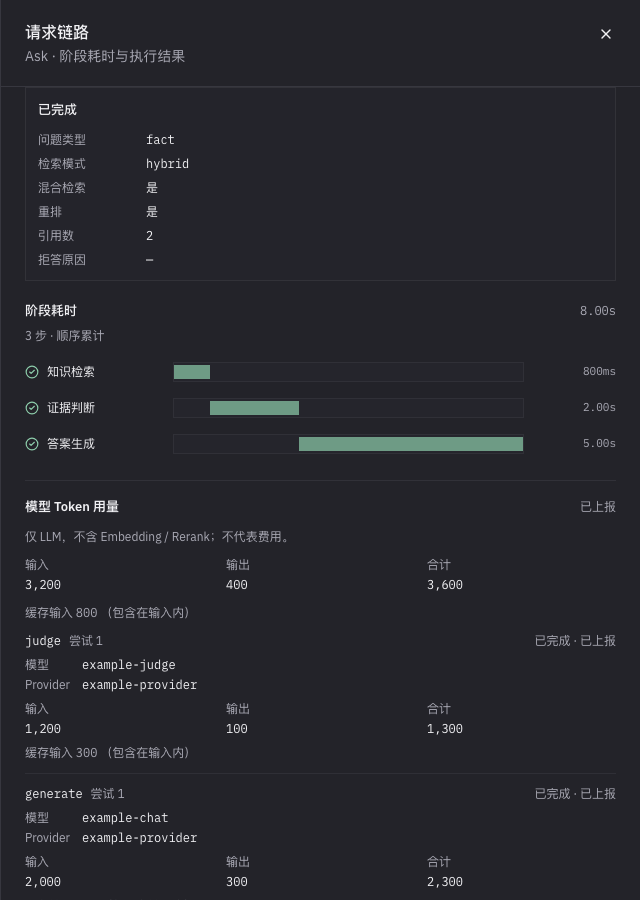 请求链路
Ask · 阶段耗时与执行结果
已完成
问题类型 fact
检索模式 hybrid
混合检索 是
重排 是
引用数 2
拒答原因 —
阶段耗时 8.00s
3 步 · 顺序累计
知识检索 800ms
证据判断 2.00s
答案生成 5.00s
模型 Token 用量 已上报
仅 LLM，不含 Embedding / Rerank；不代表费用。
输入 输出 合计
3,200 400 3,600
缓存输入 800 （包含在输入内）
judge 尝试 1 已完成 · 已上报
模型 example-judge
Provider example-provider
输入 输出 合计
1,200 100 1,300
缓存输入 300 （包含在输入内）
generate 尝试 1 已完成 · 已上报
模型 example-chat
Provider example-provider
输入 输出 合计
2,000 300 2,300